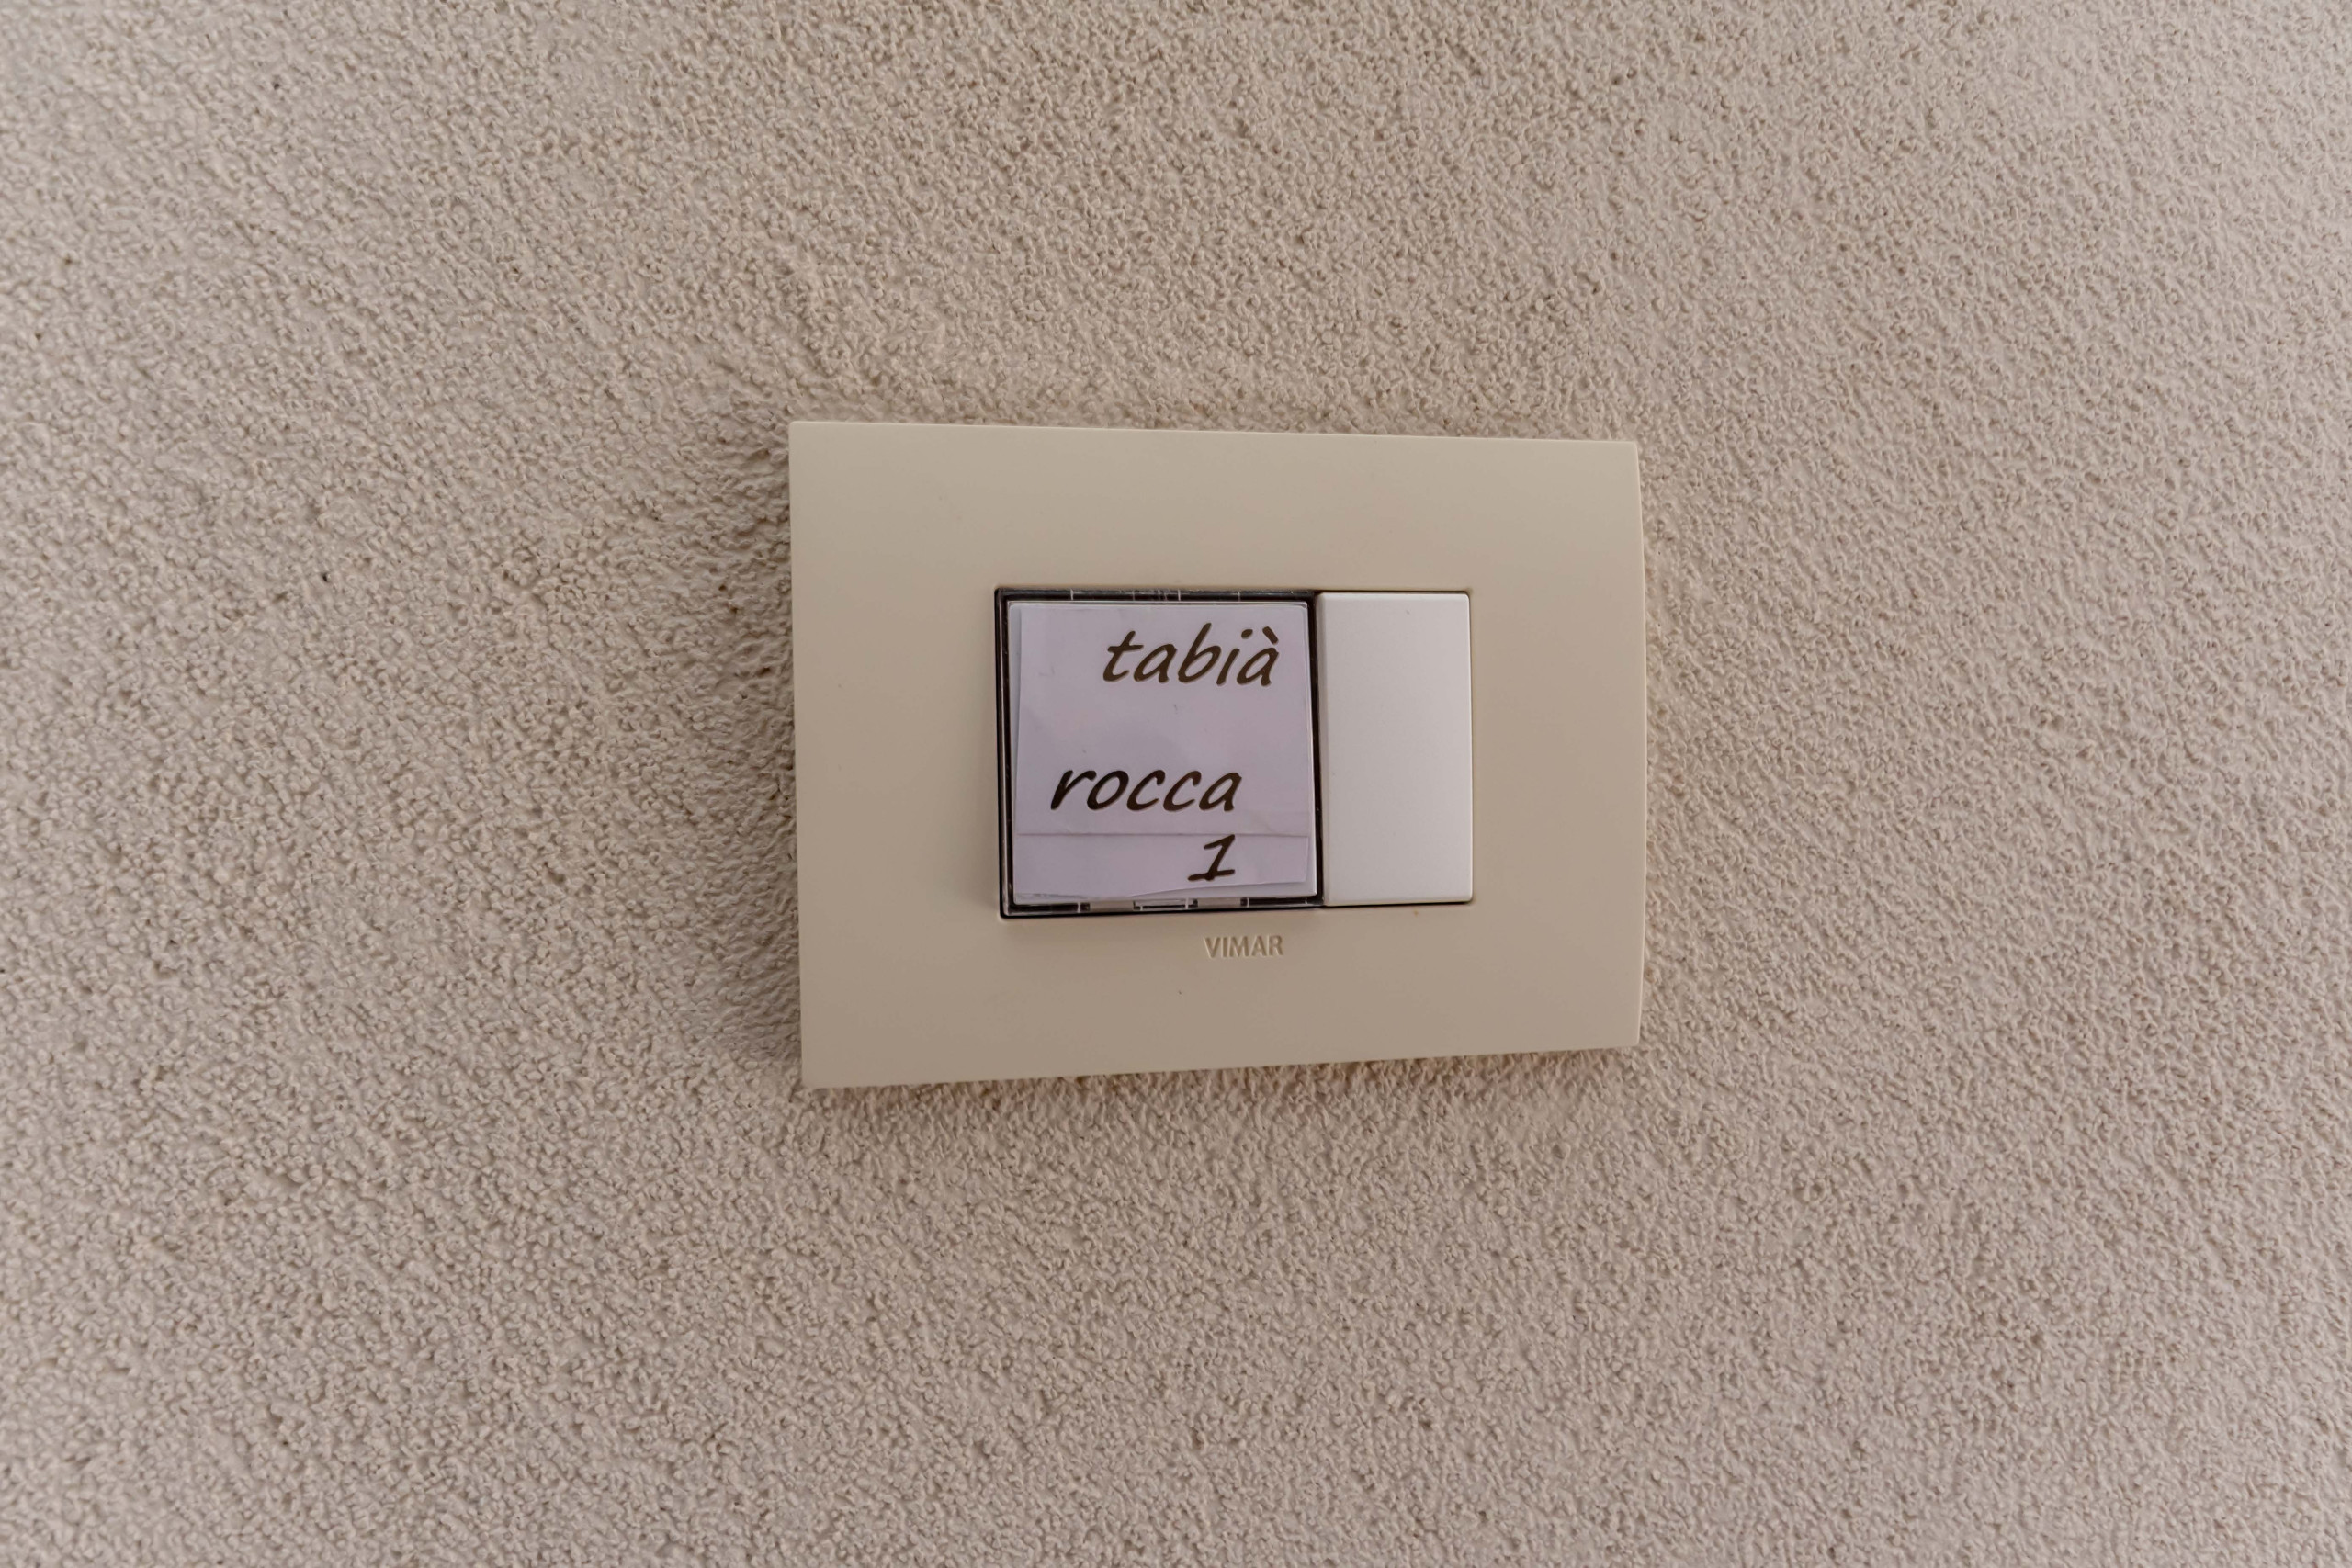 tabià
rocca
1
VIMAR